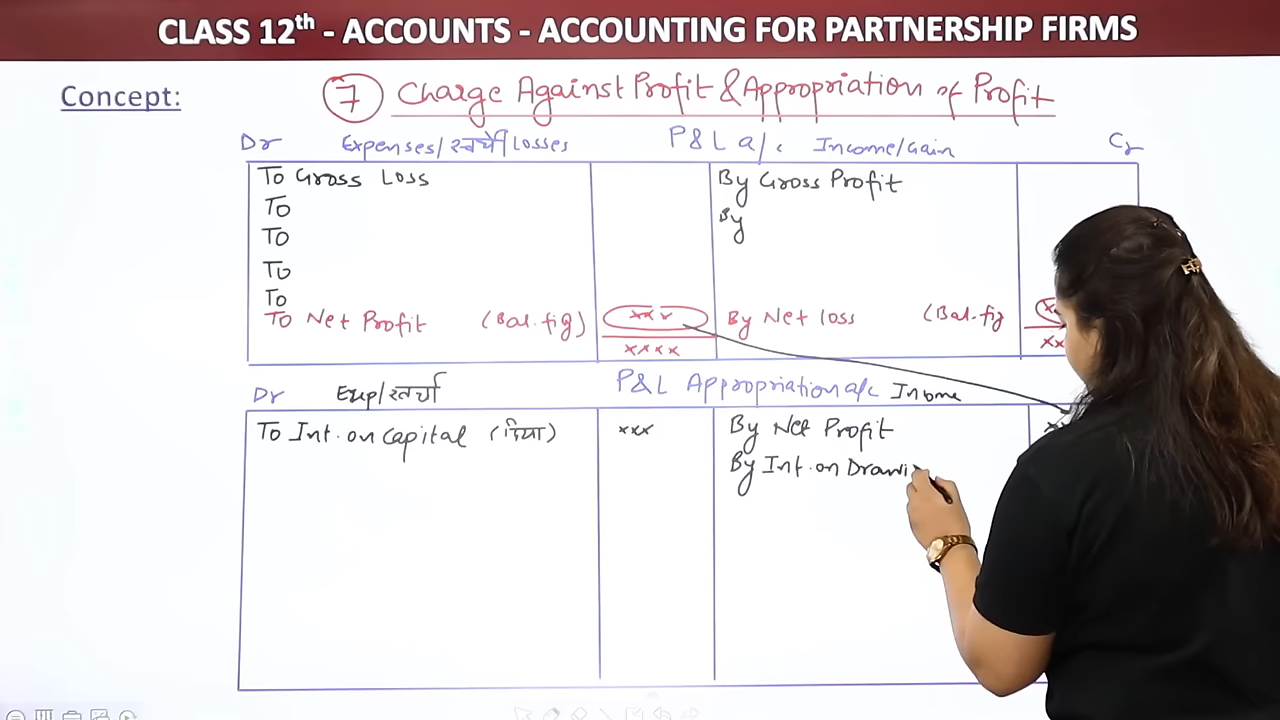 CLASS 12th - ACCOUNTS - ACCOUNTING FOR PARTNERSHIP FIRMS
Concept:
7 Charge Against Profit & Appropriation of Profit
Dr Expenses/खर्चे/Losses P & L a/c Income/Gain Cr
To Gross Loss By Gross Profit
To By
To
To
To
To Net Profit (Bal. fig) xxx By Net loss (Bal. fig
xxxx xx
Dr Exp/खर्चा P&L Appropriation a/c Income
To Int. on Capital (दिया) xxx By Net Profit
By Int. on Drawi